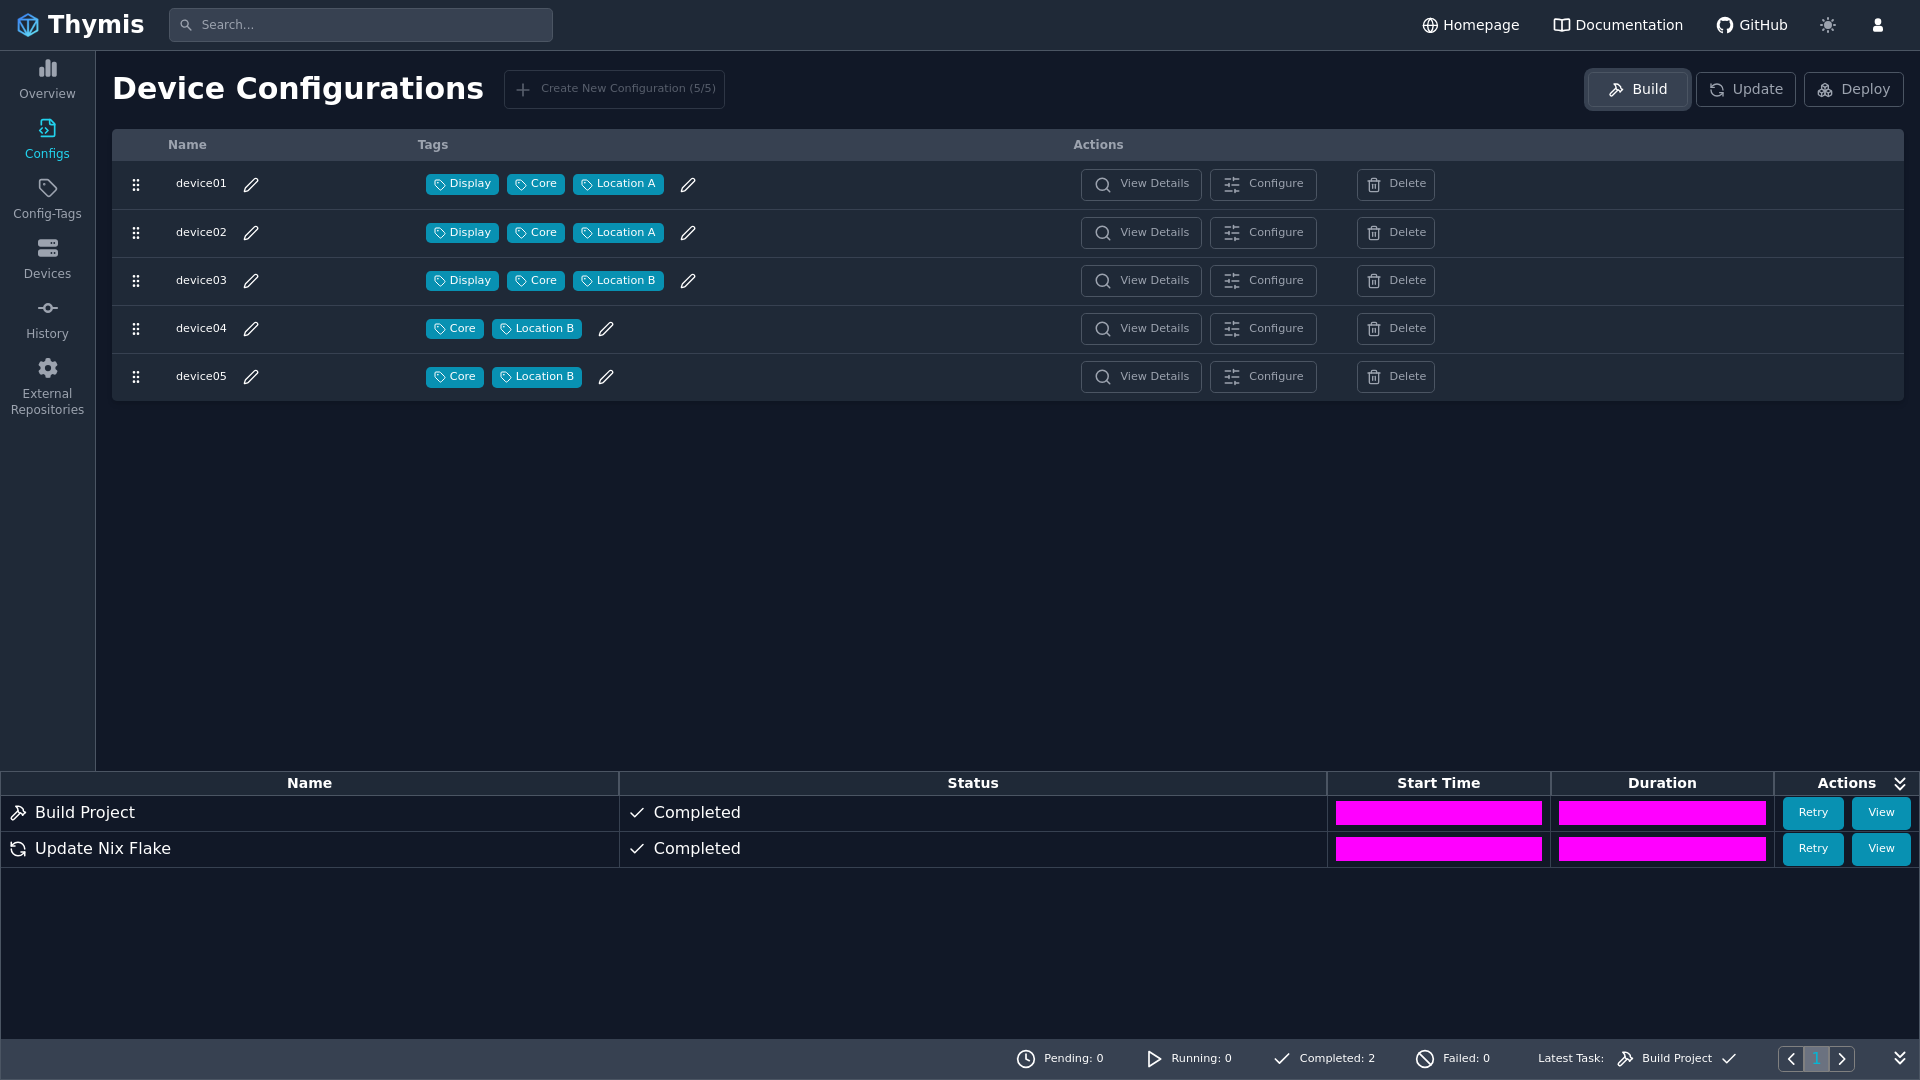 Thymis Search... Homepage Documentation GitHub
Overview
Configs
Config-Tags
Devices
History
External
Repositories
Device Configurations Create New Configuration (5/5) Build Update Deploy
Name Tags Actions
device01 Display Core Location A View Details Configure Delete
device02 Display Core Location A View Details Configure Delete
device03 Display Core Location B View Details Configure Delete
device04 Core Location B View Details Configure Delete
device05 Core Location B View Details Configure Delete
Name Status Start Time Duration Actions
Build Project Completed Retry View
Update Nix Flake Completed Retry View
Pending: 0 Running: 0 Completed: 2 Failed: 0 Latest Task: Build Project 1